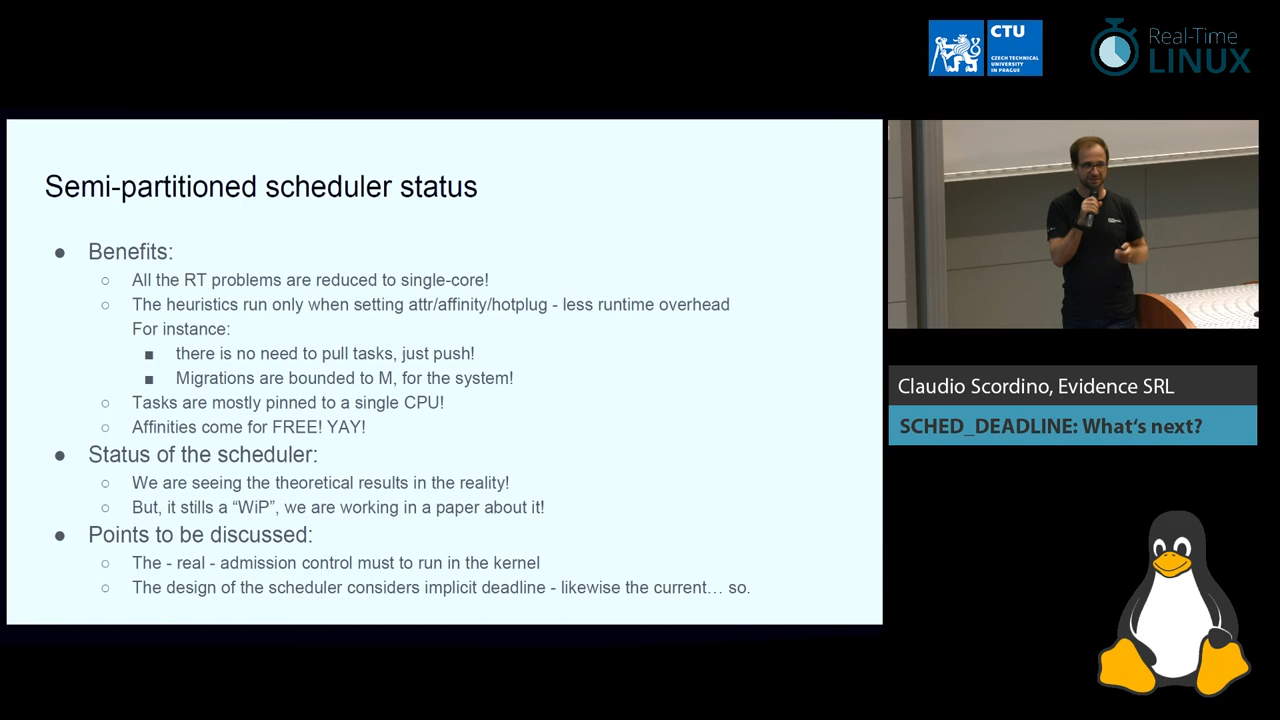 CTU
CZECH TECHNICAL
UNIVERSITY
IN PRAGUE
Real-Time
LINUX
Semi-partitioned scheduler status
● Benefits:
○ All the RT problems are reduced to single-core!
○ The heuristics run only when setting attr/affinity/hotplug - less runtime overhead
For instance:
■ there is no need to pull tasks, just push!
■ Migrations are bounded to M, for the system!
○ Tasks are mostly pinned to a single CPU!
○ Affinities come for FREE! YAY!
● Status of the scheduler:
○ We are seeing the theoretical results in the reality!
○ But, it stills a “WiP”, we are working in a paper about it!
● Points to be discussed:
○ The - real - admission control must to run in the kernel
○ The design of the scheduler considers implicit deadline - likewise the current… so.
Claudio Scordino, Evidence SRL
SCHED_DEADLINE: What‘s next?